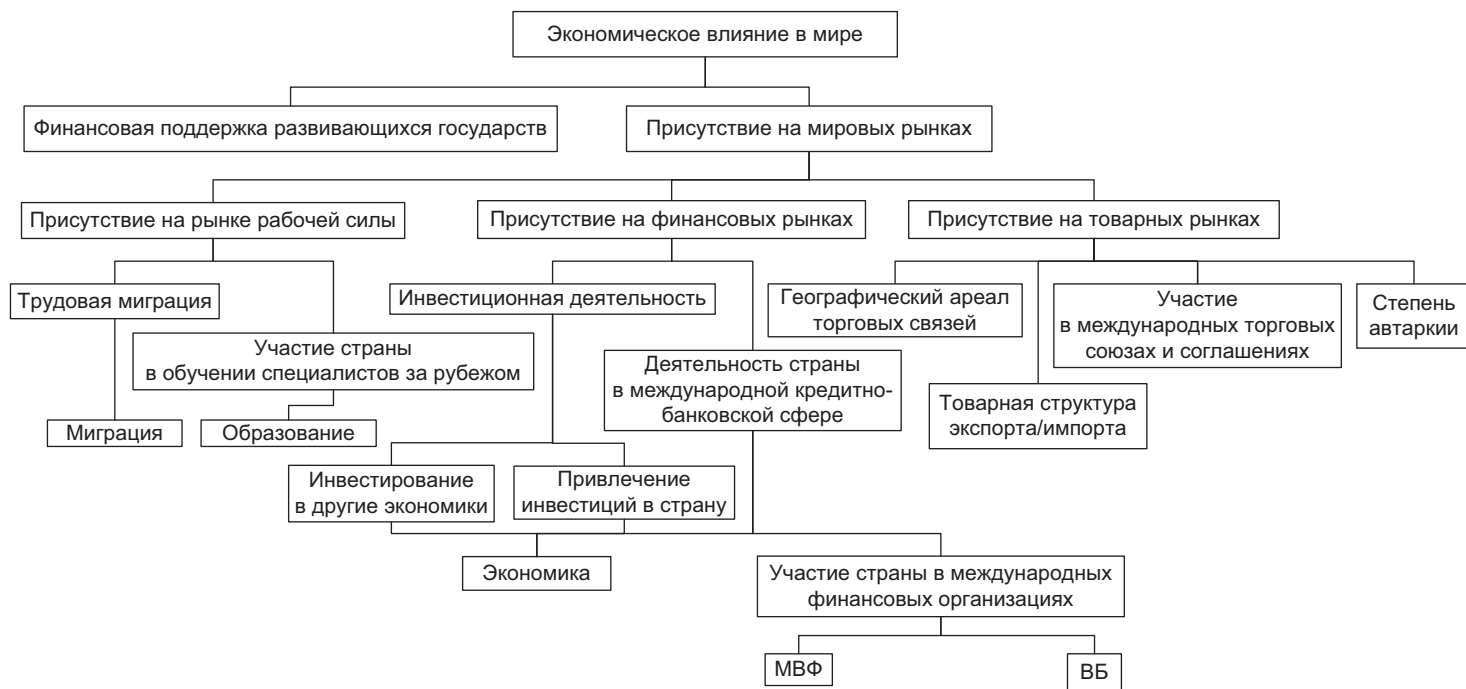 Экономическое влияние в мире
Финансовая поддержка развивающихся государств
Присутствие на мировых рынках
Присутствие на рынке рабочей силы
Присутствие на финансовых рынках
Присутствие на товарных рынках
Трудовая миграция
Инвестиционная деятельность
Географический ареал
торговых связей
Участие
в международных торговых
союзах и соглашениях
Степень
автаркии
Участие страны
в обучении специалистов за рубежом
Деятельность страны
в международной кредитно-
банковской сфере
Товарная структура
экспорта/импорта
Миграция
Образование
Инвестирование
в другие экономики
Привлечение
инвестиций в страну
Экономика
Участие страны в международных
финансовых организациях
МВФ
ВБ